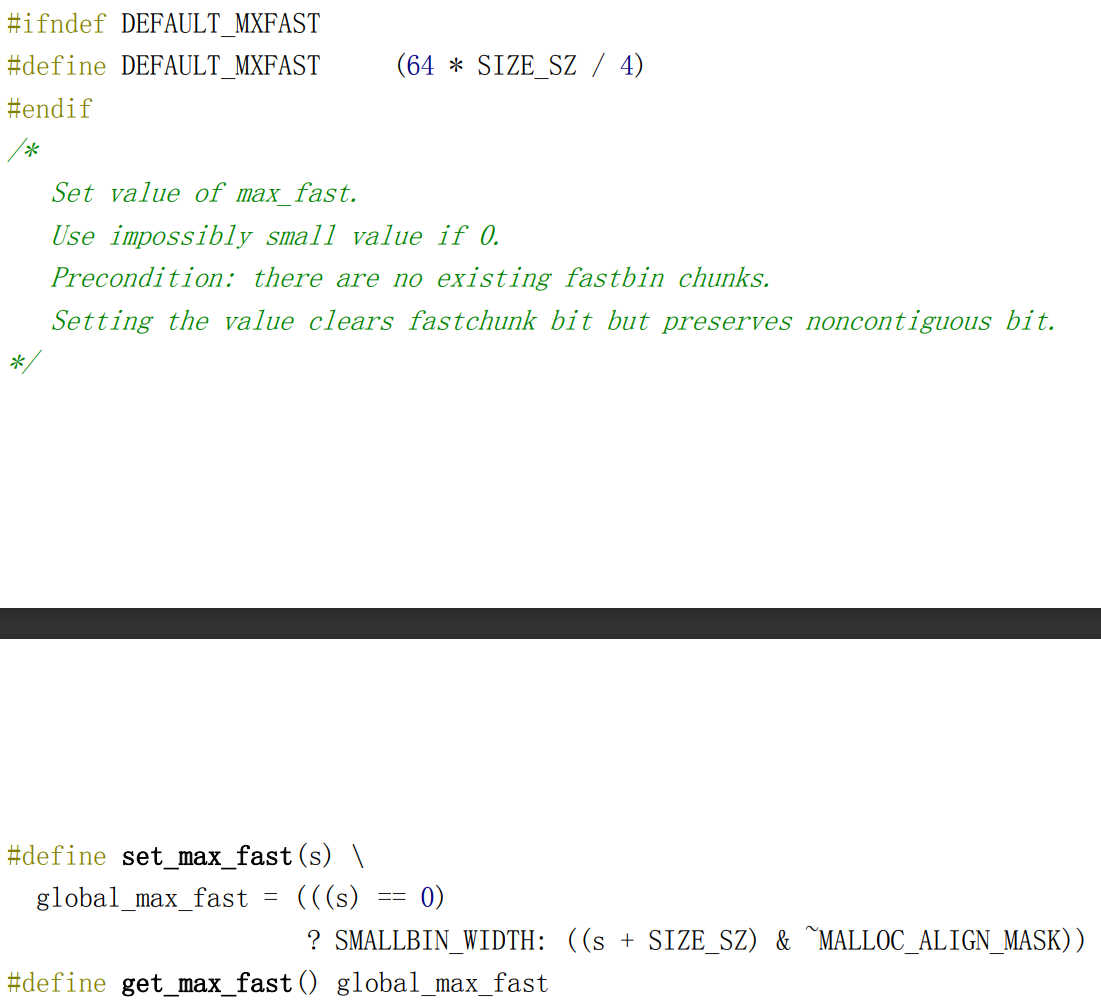 #ifndef DEFAULT_MXFAST
#define DEFAULT_MXFAST     (64 * SIZE_SZ / 4)
#endif
/*
   Set value of max_fast.
   Use impossibly small value if 0.
   Precondition: there are no existing fastbin chunks.
   Setting the value clears fastchunk bit but preserves noncontiguous bit.
*/
#define set_max_fast(s) \
  global_max_fast = (((s) == 0)
                    ? SMALLBIN_WIDTH: ((s + SIZE_SZ) & ~MALLOC_ALIGN_MASK))
#define get_max_fast() global_max_fast